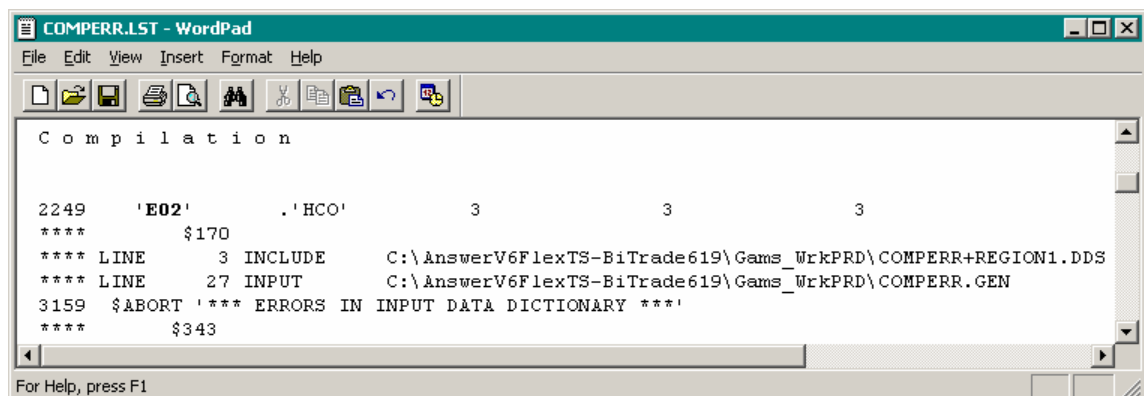 COMPERR.LST - WordPad
File Edit View Insert Format Help
C o m p i l a t i o n
2249 'E02' .'HCO' 3 3 3
**** $170
**** LINE 3 INCLUDE C:\AnswerV6FlexTS-BiTrade619\Gams_WrkPRD\COMPERR+REGION1.DDS
**** LINE 27 INPUT C:\AnswerV6FlexTS-BiTrade619\Gams_WrkPRD\COMPERR.GEN
3159 $ABORT '*** ERRORS IN INPUT DATA DICTIONARY ***'
**** $343
For Help, press F1